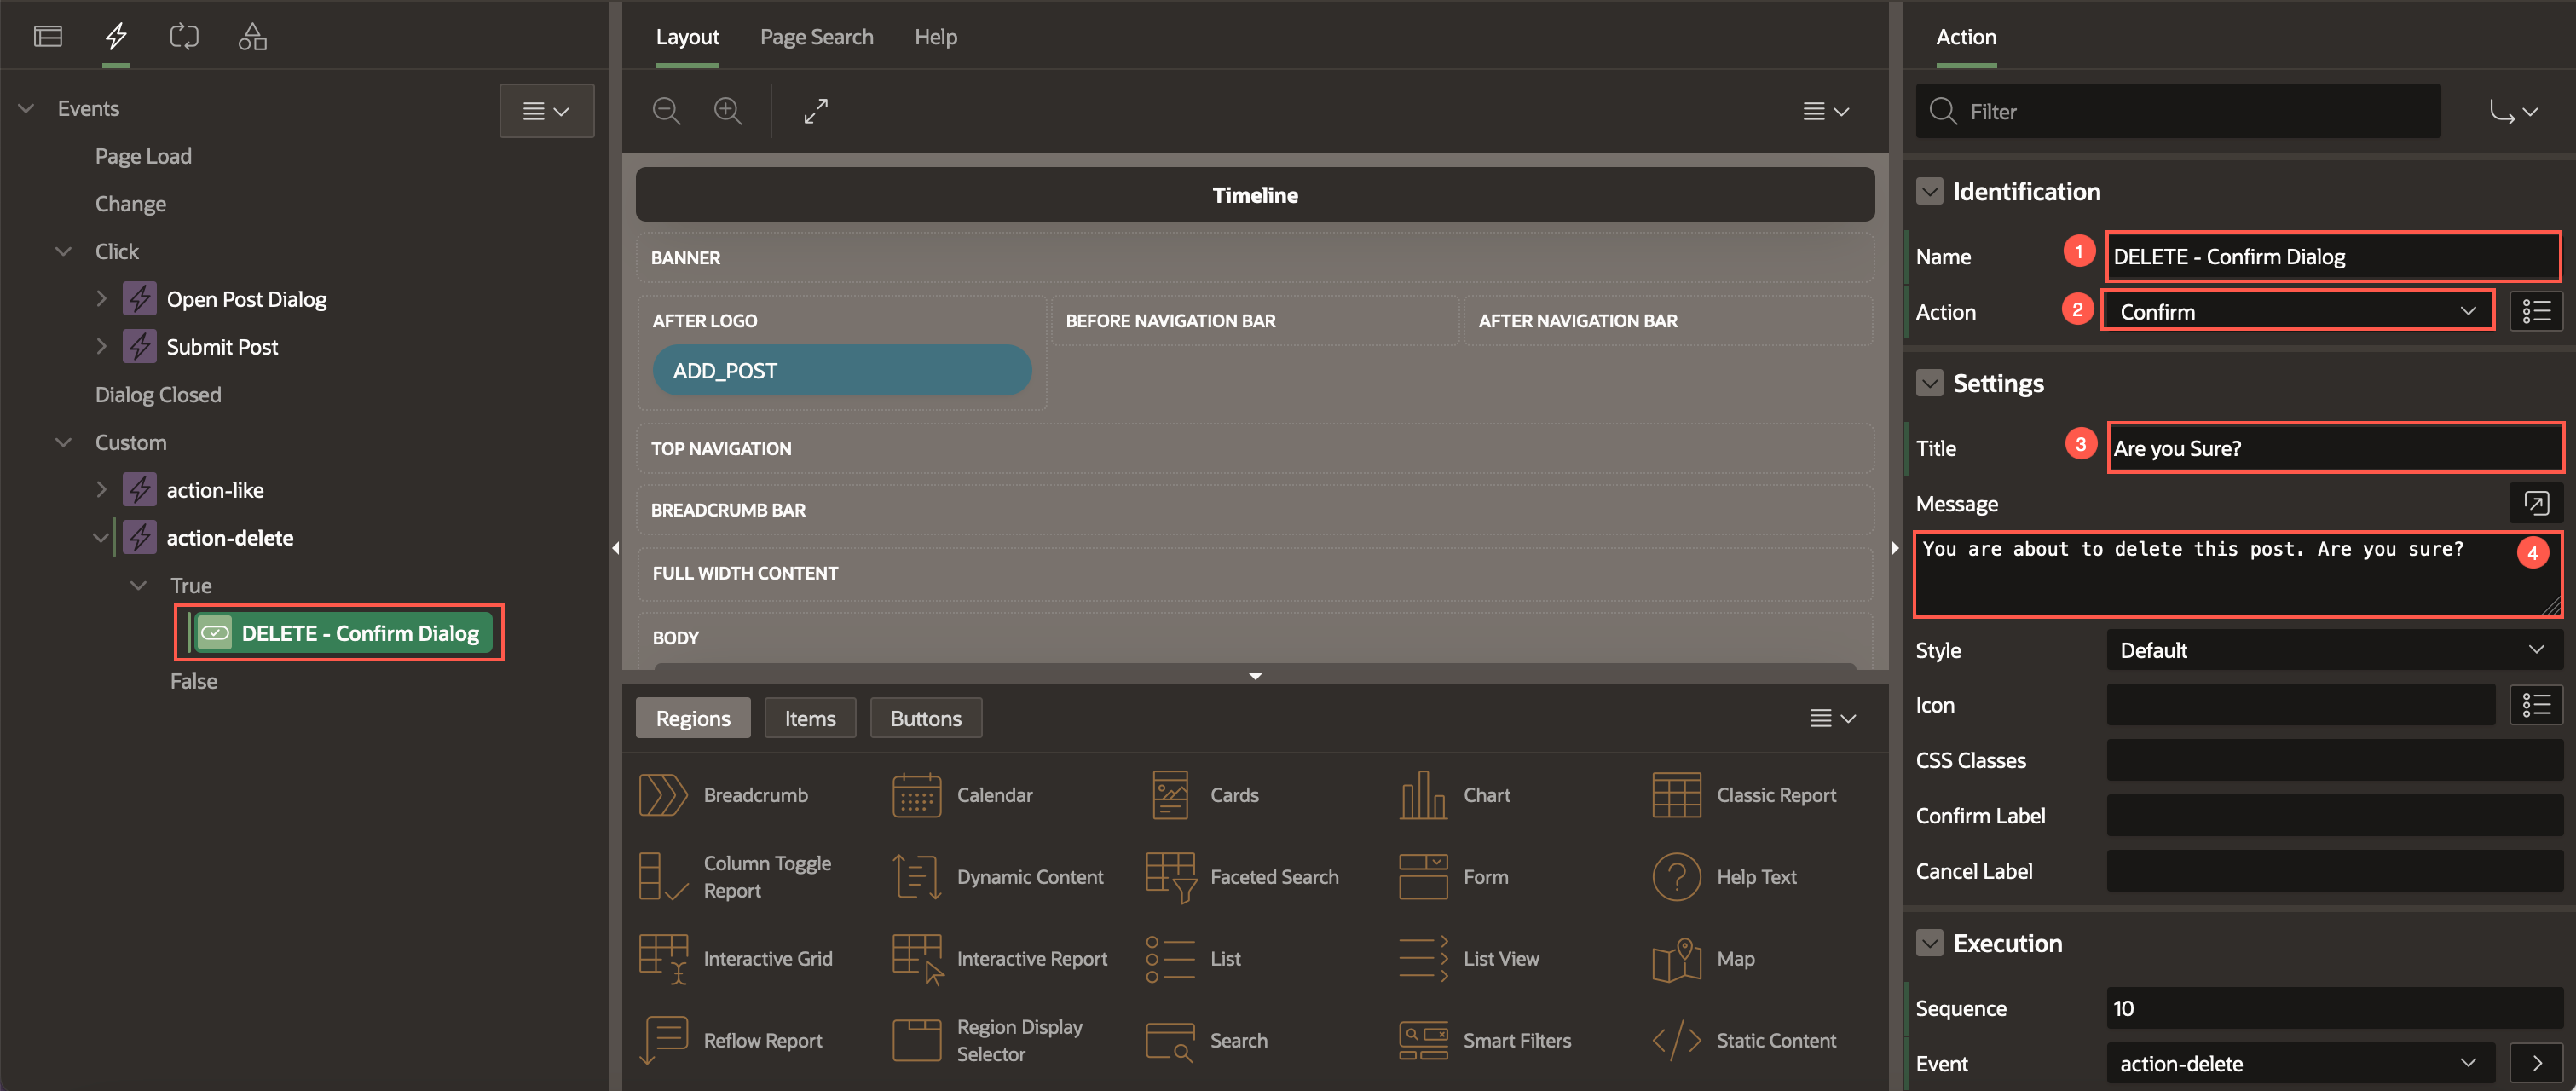 Layout
Page Search
Help
Action
Events
Page Load
Change
Click
Open Post Dialog
Submit Post
Dialog Closed
Custom
action-like
action-delete
True
DELETE - Confirm Dialog
False
Timeline
BANNER
AFTER LOGO
BEFORE NAVIGATION BAR
AFTER NAVIGATION BAR
ADD_POST
TOP NAVIGATION
BREADCRUMB BAR
FULL WIDTH CONTENT
BODY
Regions
Items
Buttons
Breadcrumb
Calendar
Cards
Chart
Classic Report
Column Toggle
Report
Dynamic Content
Faceted Search
Form
Help Text
Interactive Grid
Interactive Report
List
List View
Map
Reflow Report
Region Display
Selector
Search
Smart Filters
Static Content
Filter
Identification
Name
1
DELETE - Confirm Dialog
Action
2
Confirm
Settings
Title
3
Are you Sure?
Message
You are about to delete this post. Are you sure?
4
Style
Default
Icon
CSS Classes
Confirm Label
Cancel Label
Execution
Sequence
10
Event
action-delete